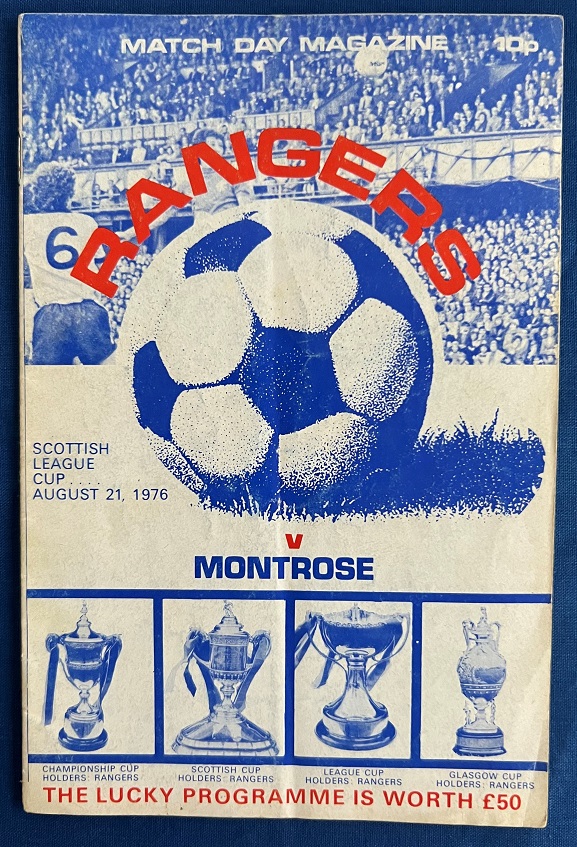 MATCH DAY MAGAZINE 10p
RANGERS
6
SCOTTISH
LEAGUE
CUP....
AUGUST 21, 1976
v
MONTROSE
CHAMPIONSHIP CUP
HOLDERS: RANGERS
SCOTTISH CUP
HOLDERS: RANGERS
LEAGUE CUP
HOLDERS: RANGERS
GLASGOW CUP
HOLDERS: RANGERS
THE LUCKY PROGRAMME IS WORTH £50